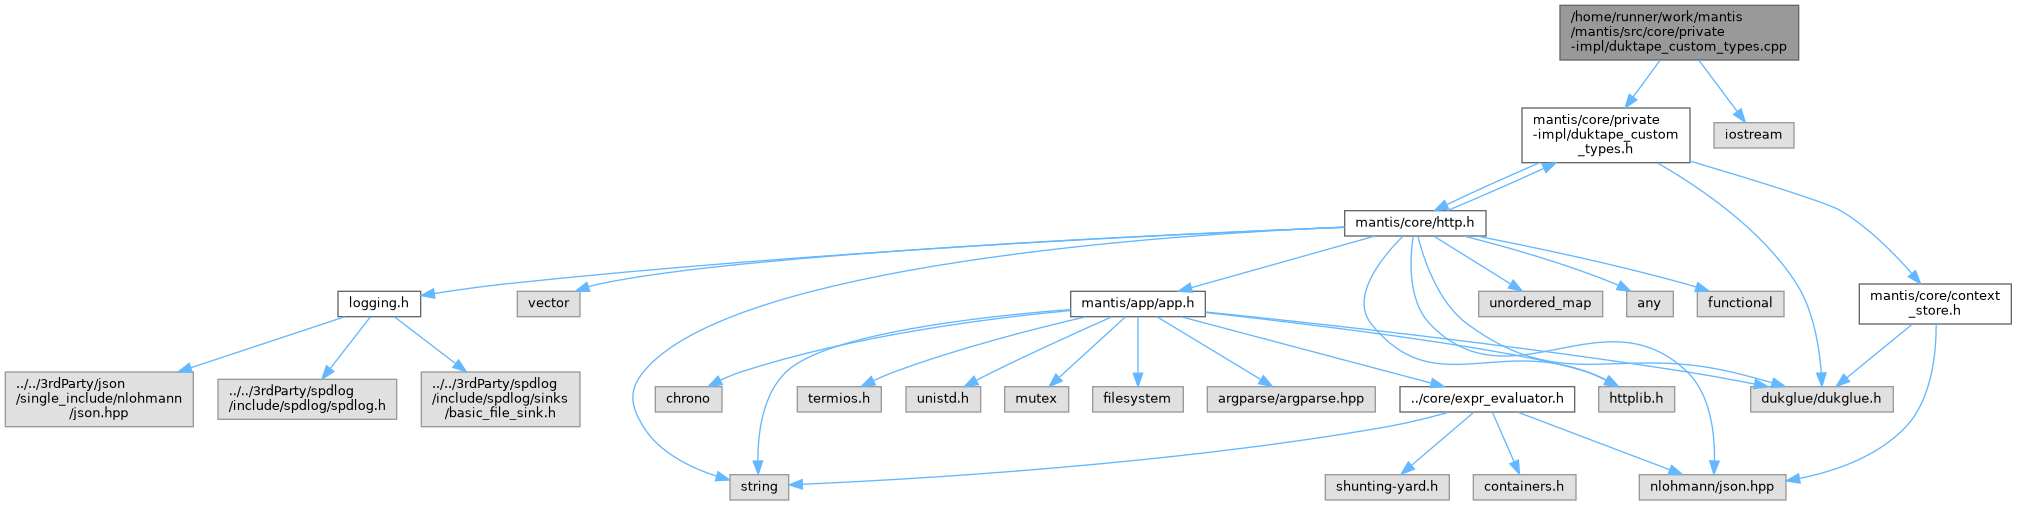 /home/runner/work/mantis
/mantis/src/core/private
-impl/duktape_custom_types.cpp
mantis/core/private
-impl/duktape_custom
_types.h
iostream
mantis/core/http.h
logging.h
vector
mantis/app/app.h
unordered_map
any
functional
mantis/core/context
_store.h
../../3rdParty/json
/single_include/nlohmann
/json.hpp
../../3rdParty/spdlog
/include/spdlog/spdlog.h
../../3rdParty/spdlog
/include/spdlog/sinks
/basic_file_sink.h
chrono
termios.h
unistd.h
mutex
filesystem
argparse/argparse.hpp
../core/expr_evaluator.h
httplib.h
dukglue/dukglue.h
string
shunting-yard.h
containers.h
nlohmann/json.hpp